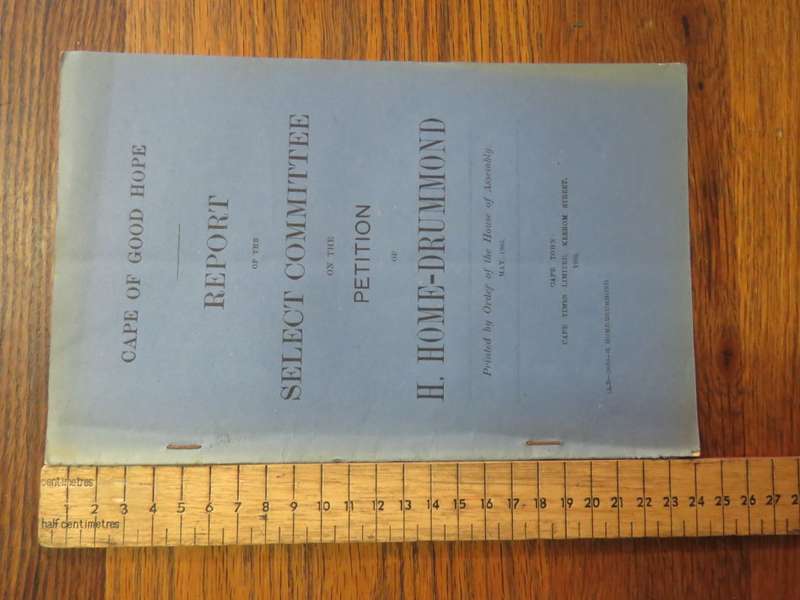 CAPE OF GOOD HOPE
REPORT
OF THE
SELECT COMMITTEE
ON THE
PETITION
OF
H. HOME-DRUMMOND
Printed by Order of the House of Assembly
MAY
CAPE TOWN:
CAPE TIMES LIMITED, KEEROM STREET.
centimetres
1 2 3 4 5 6 7 8 9 10 11 12 13 14 15 16 17 18 19 20 21 22 23 24 25 26 27 2
half centimetres